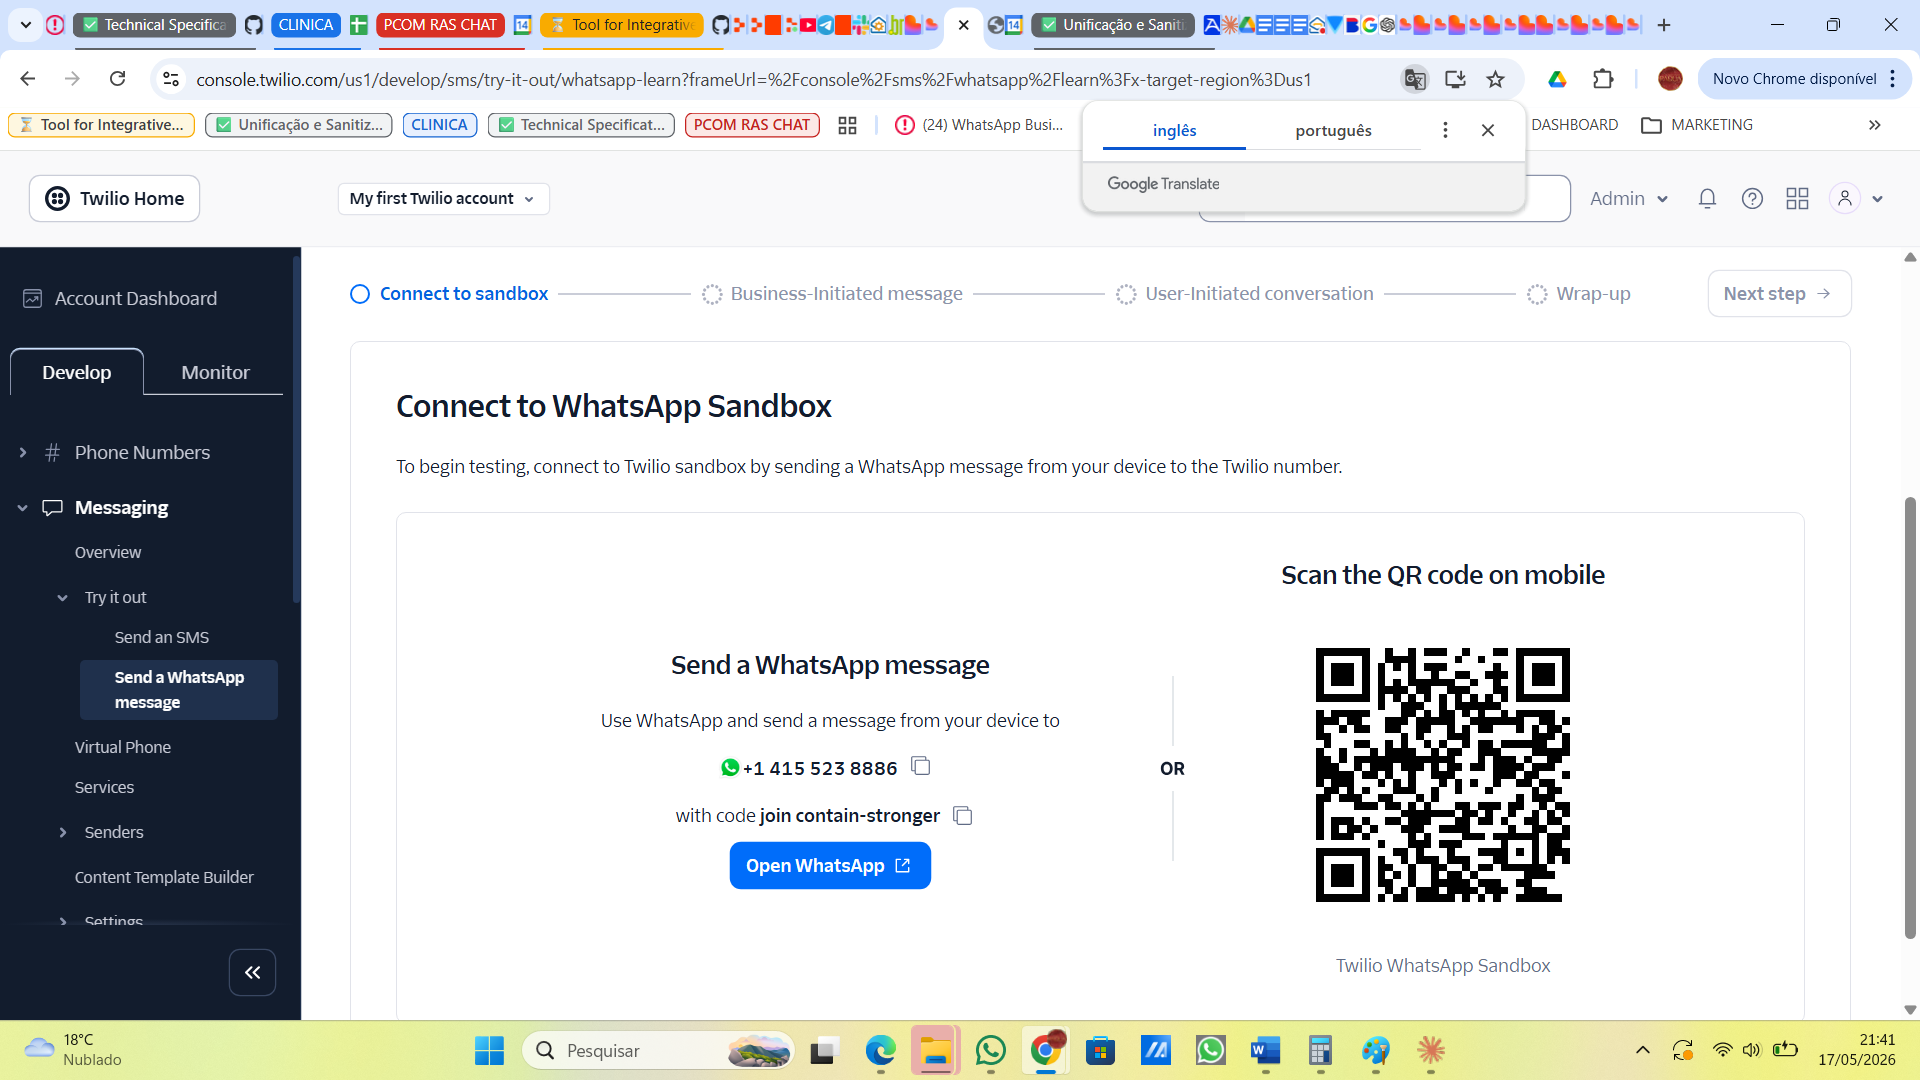 Technical Specifica
CLINICA
PCOM RAS CHAT
14
Tool for Integrative
14
Unificação e Saniti
console.twilio.com/us1/develop/sms/try-it-out/whatsapp-learn?frameUrl=%2Fconsole%2Fsms%2Fwhatsapp%2Flearn%3Fx-target-region%3Dus1
Novo Chrome disponível
Tool for Integrative...
Unificação e Sanitiz...
CLINICA
Technical Specificat...
PCOM RAS CHAT
(24) WhatsApp Busi...
DASHBOARD
MARKETING
inglês
português
Google Translate
Twilio Home
My first Twilio account
Admin
Account Dashboard
Develop
Monitor
Phone Numbers
Messaging
Overview
Try it out
Send an SMS
Send a WhatsApp
message
Virtual Phone
Services
Senders
Content Template Builder
Settings
Connect to sandbox
Business-Initiated message
User-Initiated conversation
Wrap-up
Next step
Connect to WhatsApp Sandbox
To begin testing, connect to Twilio sandbox by sending a WhatsApp message from your device to the Twilio number.
Send a WhatsApp message
Use WhatsApp and send a message from your device to
+1 415 523 8886
with code join contain-stronger
Open WhatsApp
OR
Scan the QR code on mobile
Twilio WhatsApp Sandbox
18°C
Nublado
Pesquisar
21:41
17/05/2026